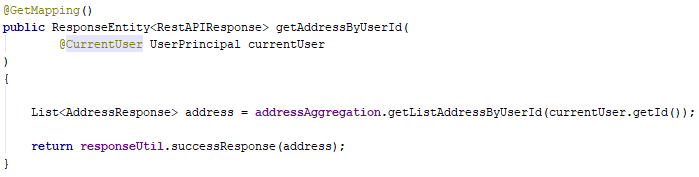 @GetMapping()
public ResponseEntity<RestAPIResponse> getAddressByUserId(
        @CurrentUser UserPrincipal currentUser
)
{
    List<AddressResponse> address = addressAggregation.getListAddressByUserId(currentUser.getId());
    return responseUtil.successResponse(address);
}